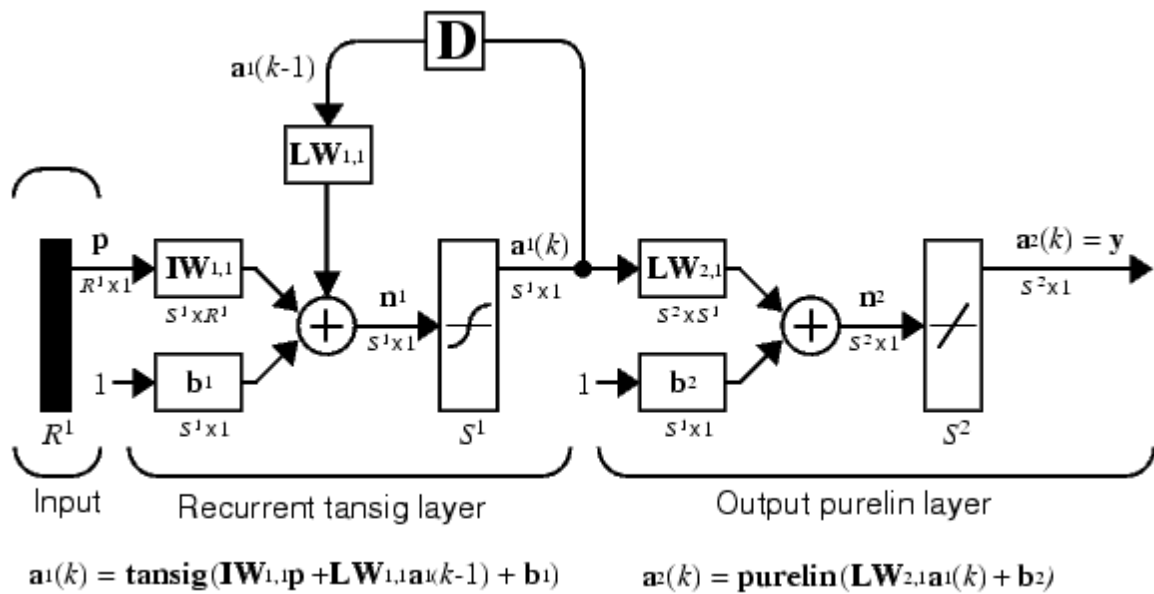 D
a1(k-1)
LW1,1
p
a1(k)
a2(k) = y
IW1,1
LW2,1
R1x1
n1
S1x1
n2
S2x1
S1xR1
S1x1
S2xS1
S2x1
1
b1
1
b2
R1
S1x1
S1
S1x1
S2
Input
Recurrent tansig layer
Output purelin layer
a1(k) = tansig(IW1,1p +LW1,1a1(k-1) + b1)
a2(k) = purelin(LW2,1a1(k) + b2)